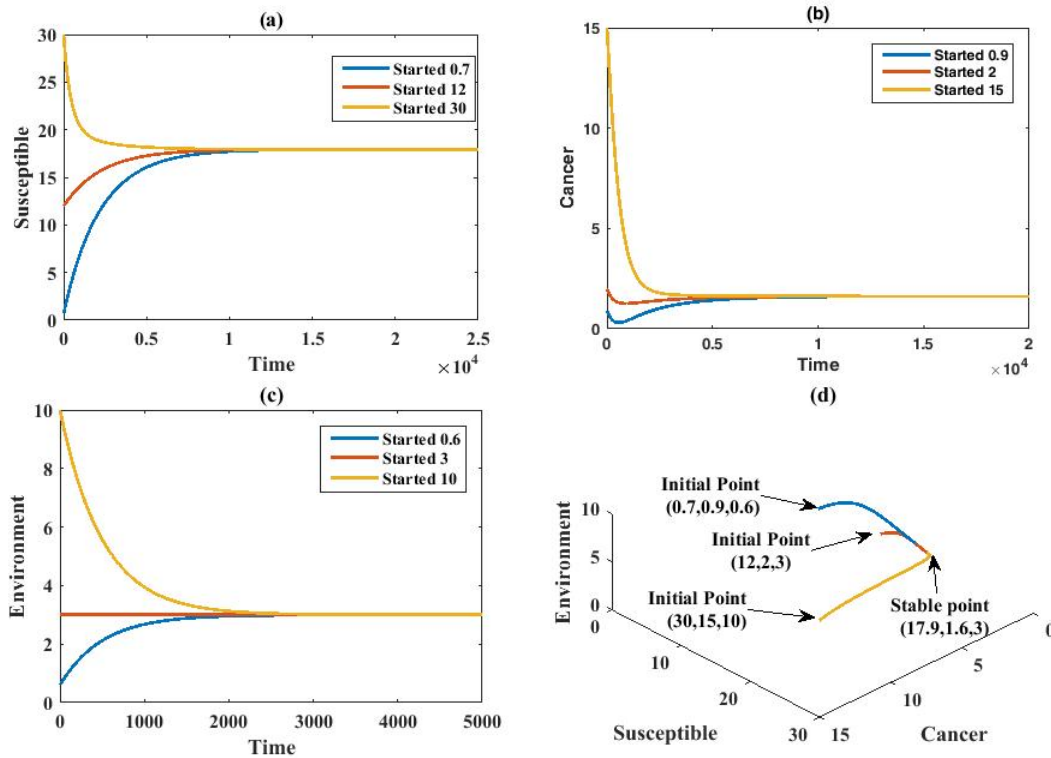 (a)
30
25
20
15
10
5
0
Susceptible
Started 0.7
Started 12
Started 30
0 0.5 1 1.5 2 2.5
Time
×10⁴
(b)
15
10
5
0
Cancer
Started 0.9
Started 2
Started 15
0 0.5 1 1.5 2
Time
×10⁴
(c)
10
8
6
4
2
0
Environment
Started 0.6
Started 3
Started 10
0 1000 2000 3000 4000 5000
Time
(d)
Initial Point
(0.7,0.9,0.6)
Initial Point
(12,2,3)
Initial Point
(30,15,10)
Stable point
(17.9,1.6,3)
Environment
10
5
0
0
10
20
30
Susceptible
15
10
5
0
Cancer